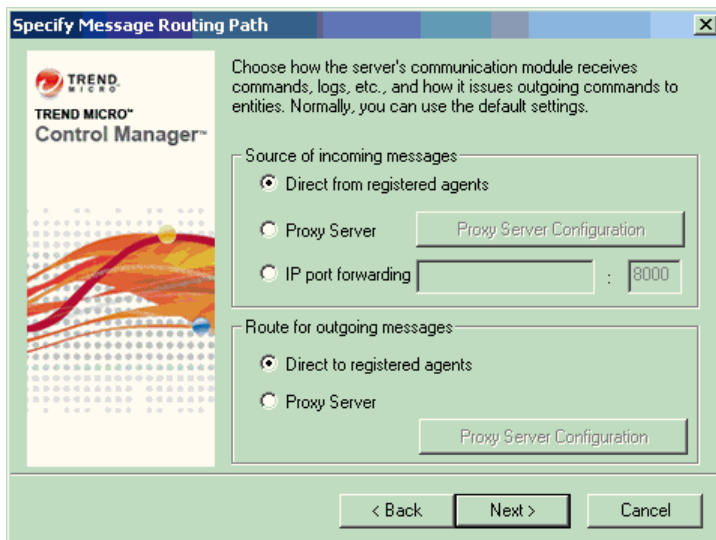 Specify Message Routing Path
TREND
MICRO
TREND MICRO™
Control Manager™
Choose how the server's communication module receives
commands, logs, etc., and how it issues outgoing commands to
entities. Normally, you can use the default settings.
Source of incoming messages
Direct from registered agents
Proxy Server
Proxy Server Configuration
IP port forwarding : 8000
Route for outgoing messages
Direct to registered agents
Proxy Server
Proxy Server Configuration
< Back Next > Cancel